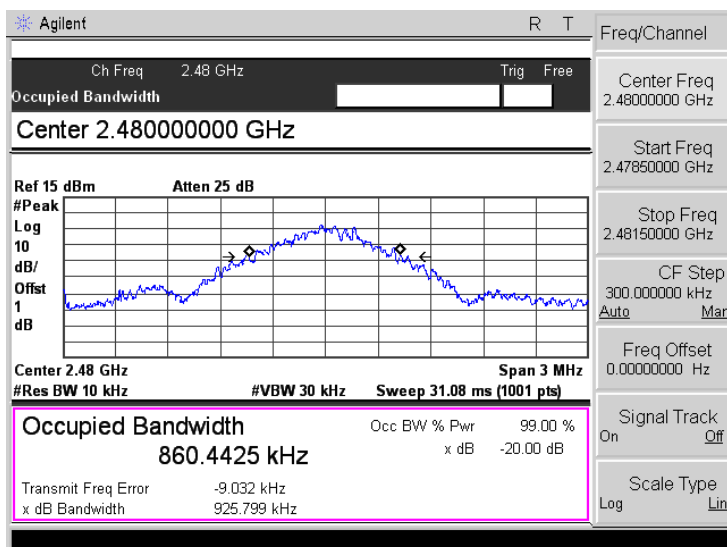 Agilent R T
Ch Freq 2.48 GHz Trig Free
Occupied Bandwidth
Center 2.480000000 GHz
Ref 15 dBm Atten 25 dB
#Peak
Log
10
dB/
Offst
1
dB
Center 2.48 GHz Span 3 MHz
#Res BW 10 kHz #VBW 30 kHz Sweep 31.08 ms (1001 pts)
Occupied Bandwidth Occ BW % Pwr 99.00 %
860.4425 kHz x dB -20.00 dB
Transmit Freq Error -9.032 kHz
x dB Bandwidth 925.799 kHz
Freq/Channel
Center Freq
2.48000000 GHz
Start Freq
2.47850000 GHz
Stop Freq
2.48150000 GHz
CF Step
300.000000 kHz
Auto Man
Freq Offset
0.00000000 Hz
Signal Track
On Off
Scale Type
Log Lin